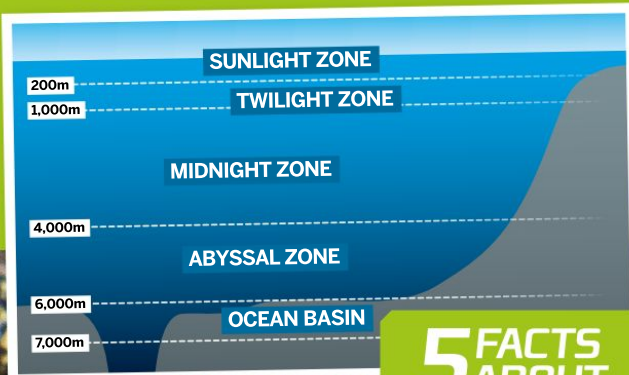 SUNLIGHT ZONE
200m
TWILIGHT ZONE
1,000m
MIDNIGHT ZONE
4,000m
ABYSSAL ZONE
6,000m
OCEAN BASIN
7,000m
5 FACTS
ABOUT